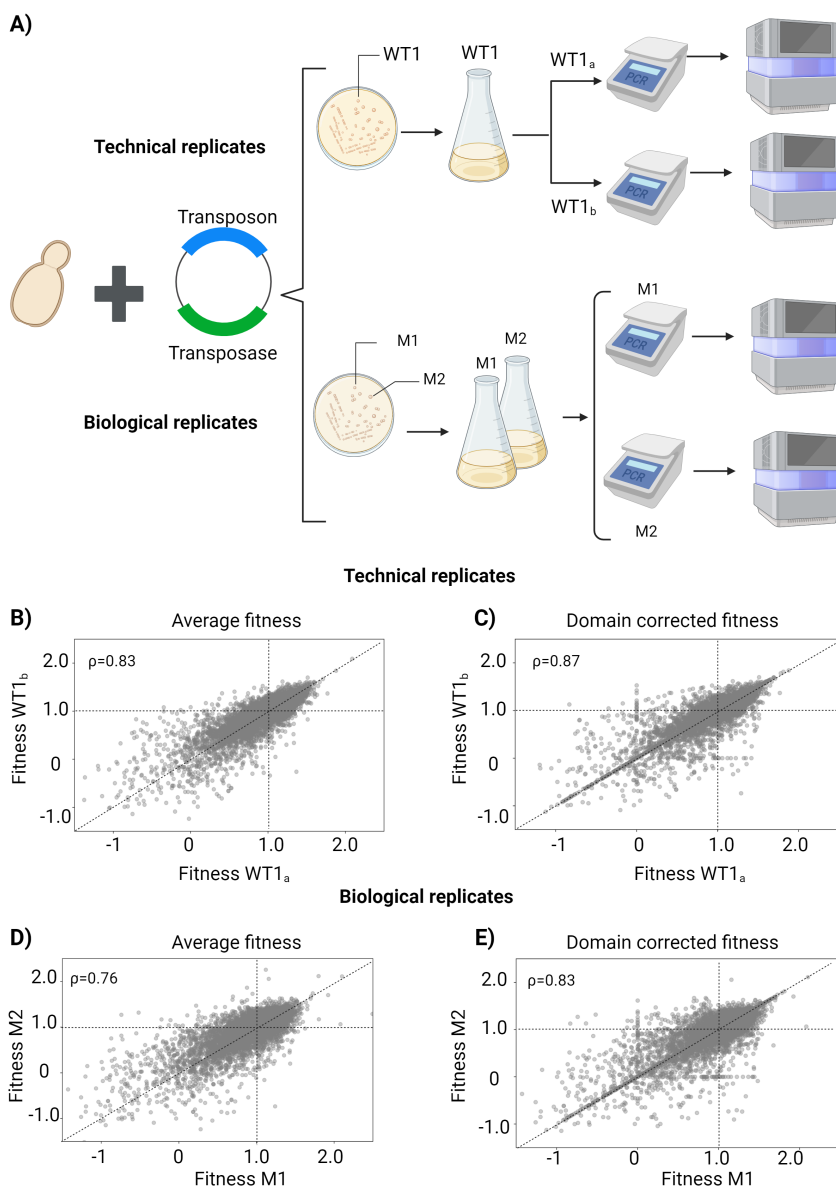 A)
WT1
WT1
WT1a
PCR
Technical replicates
PCR
WT1b
Transposon
Transposase
M1
PCR
M1
M2
M2
M1
Biological replicates
PCR
M2
Technical replicates
B)
Average fitness
ρ=0.83
2.0
1.0
0
-1.0
Fitness WT1b
-1
0
1.0
2.0
Fitness WT1a
C)
Domain corrected fitness
ρ=0.87
2.0
1.0
0
-1.0
Fitness WT1b
-1
0
1.0
2.0
Fitness WT1a
Biological replicates
D)
Average fitness
ρ=0.76
2.0
1.0
0
-1.0
Fitness M2
-1
0
1.0
2.0
Fitness M1
E)
Domain corrected fitness
ρ=0.83
2.0
1.0
0
-1.0
Fitness M2
-1
0
1.0
2.0
Fitness M1